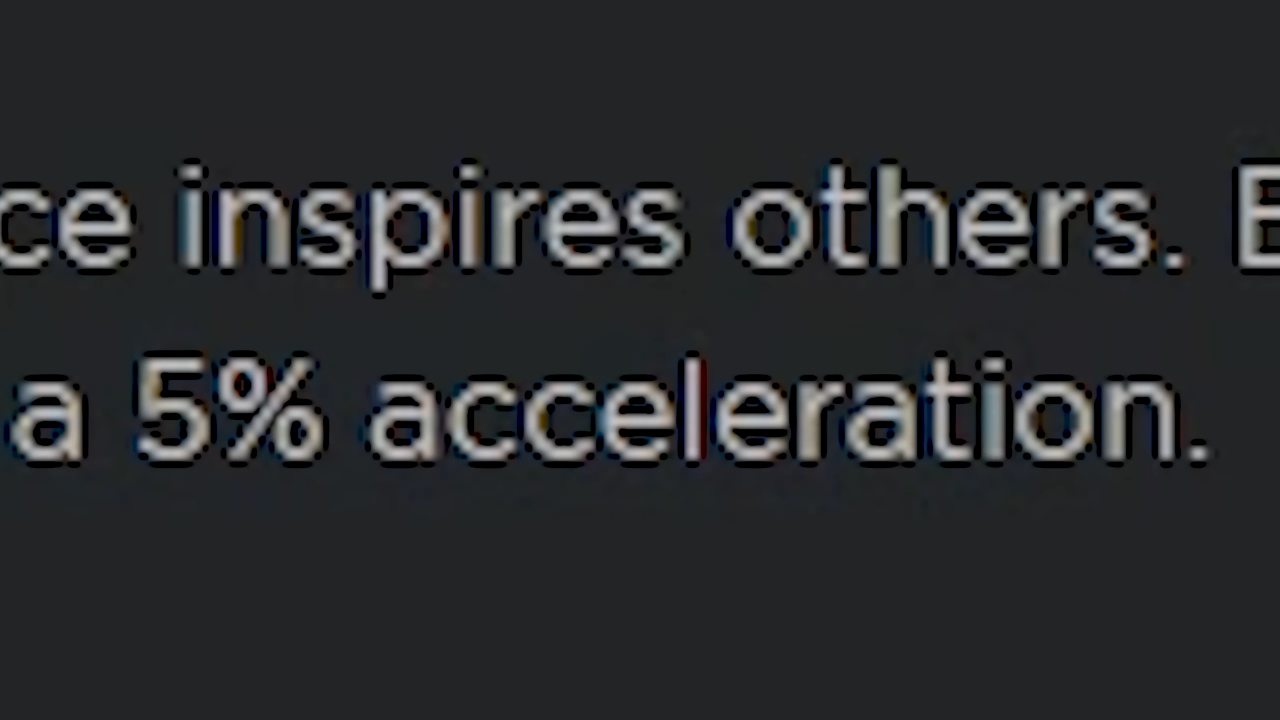 ce inspires others. E
a 5% acceleration.